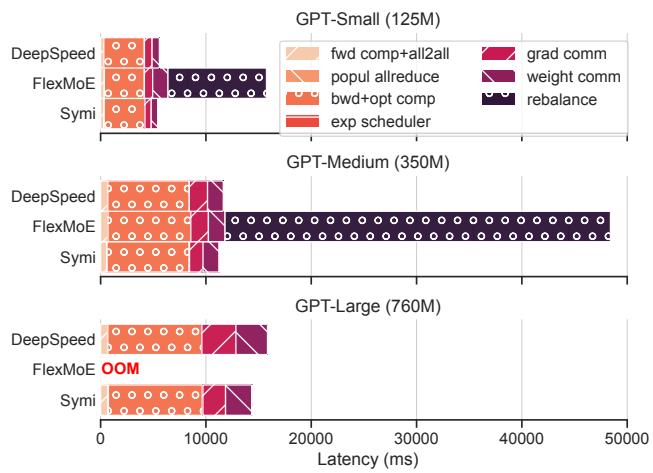 GPT-Small (125M)
DeepSpeed
FlexMoE
Symi
fwd comp+all2all
popul allreduce
bwd+opt comp
exp scheduler
grad comm
weight comm
rebalance
GPT-Medium (350M)
DeepSpeed
FlexMoE
Symi
GPT-Large (760M)
DeepSpeed
FlexMoE OOM
Symi
0 10000 20000 30000 40000 50000
Latency (ms)